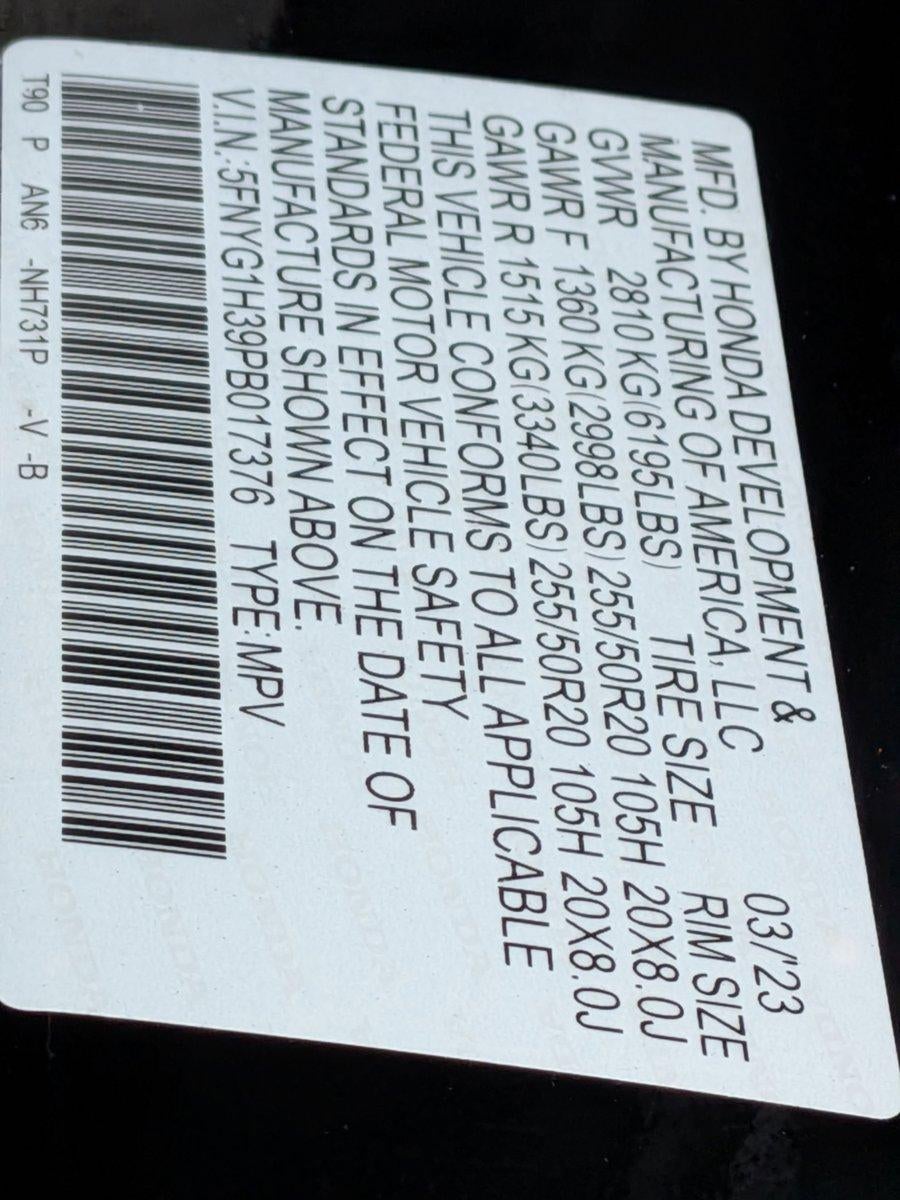 MFD. BY HONDA DEVELOPMENT & 03/'23
MANUFACTURING OF AMERICA, LLC
GVWR 2810 KG(6195LBS) TIRE SIZE RIM SIZE
GAWR F 1360 KG(2998LBS) 255/50R20 105H 20X8.0J
GAWR R 1515 KG(3340LBS) 255/50R20 105H 20X8.0J
THIS VEHICLE CONFORMS TO ALL APPLICABLE
FEDERAL MOTOR VEHICLE SAFETY
STANDARDS IN EFFECT ON THE DATE OF
MANUFACTURE SHOWN ABOVE.
V.I.N.:5FNYG1H39PB017376 TYPE:MPV
T90 P AN6 -NH731P -V -B